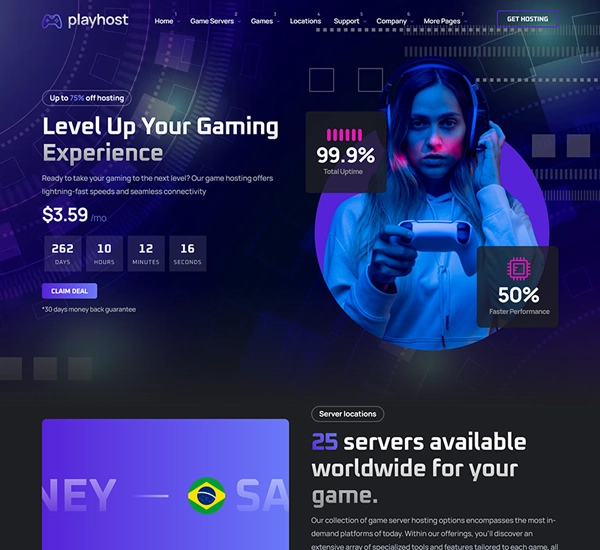 playhost
Home 1
Game Servers 2
Games 3
Locations 4
Support 5
Company 6
More Pages 7
GET HOSTING
Up to 75% off hosting
Level Up Your Gaming
Experience
Ready to take your gaming to the next level? Our game hosting offers
lightning-fast speeds and seamless connectivity
$3.59 /mo
262 10 12 16
DAYS HOURS MINUTES SECONDS
CLAIM DEAL
*30 days money back guarantee
99.9%
Total Uptime
50%
Faster Performance
NEY — SA
Server locations
25 servers available
worldwide for your
game.
Our collection of game server hosting options encompasses the most in-
demand platforms of today. Within our offerings, you'll discover an
extensive array of specialized tools and features tailored to each game, all